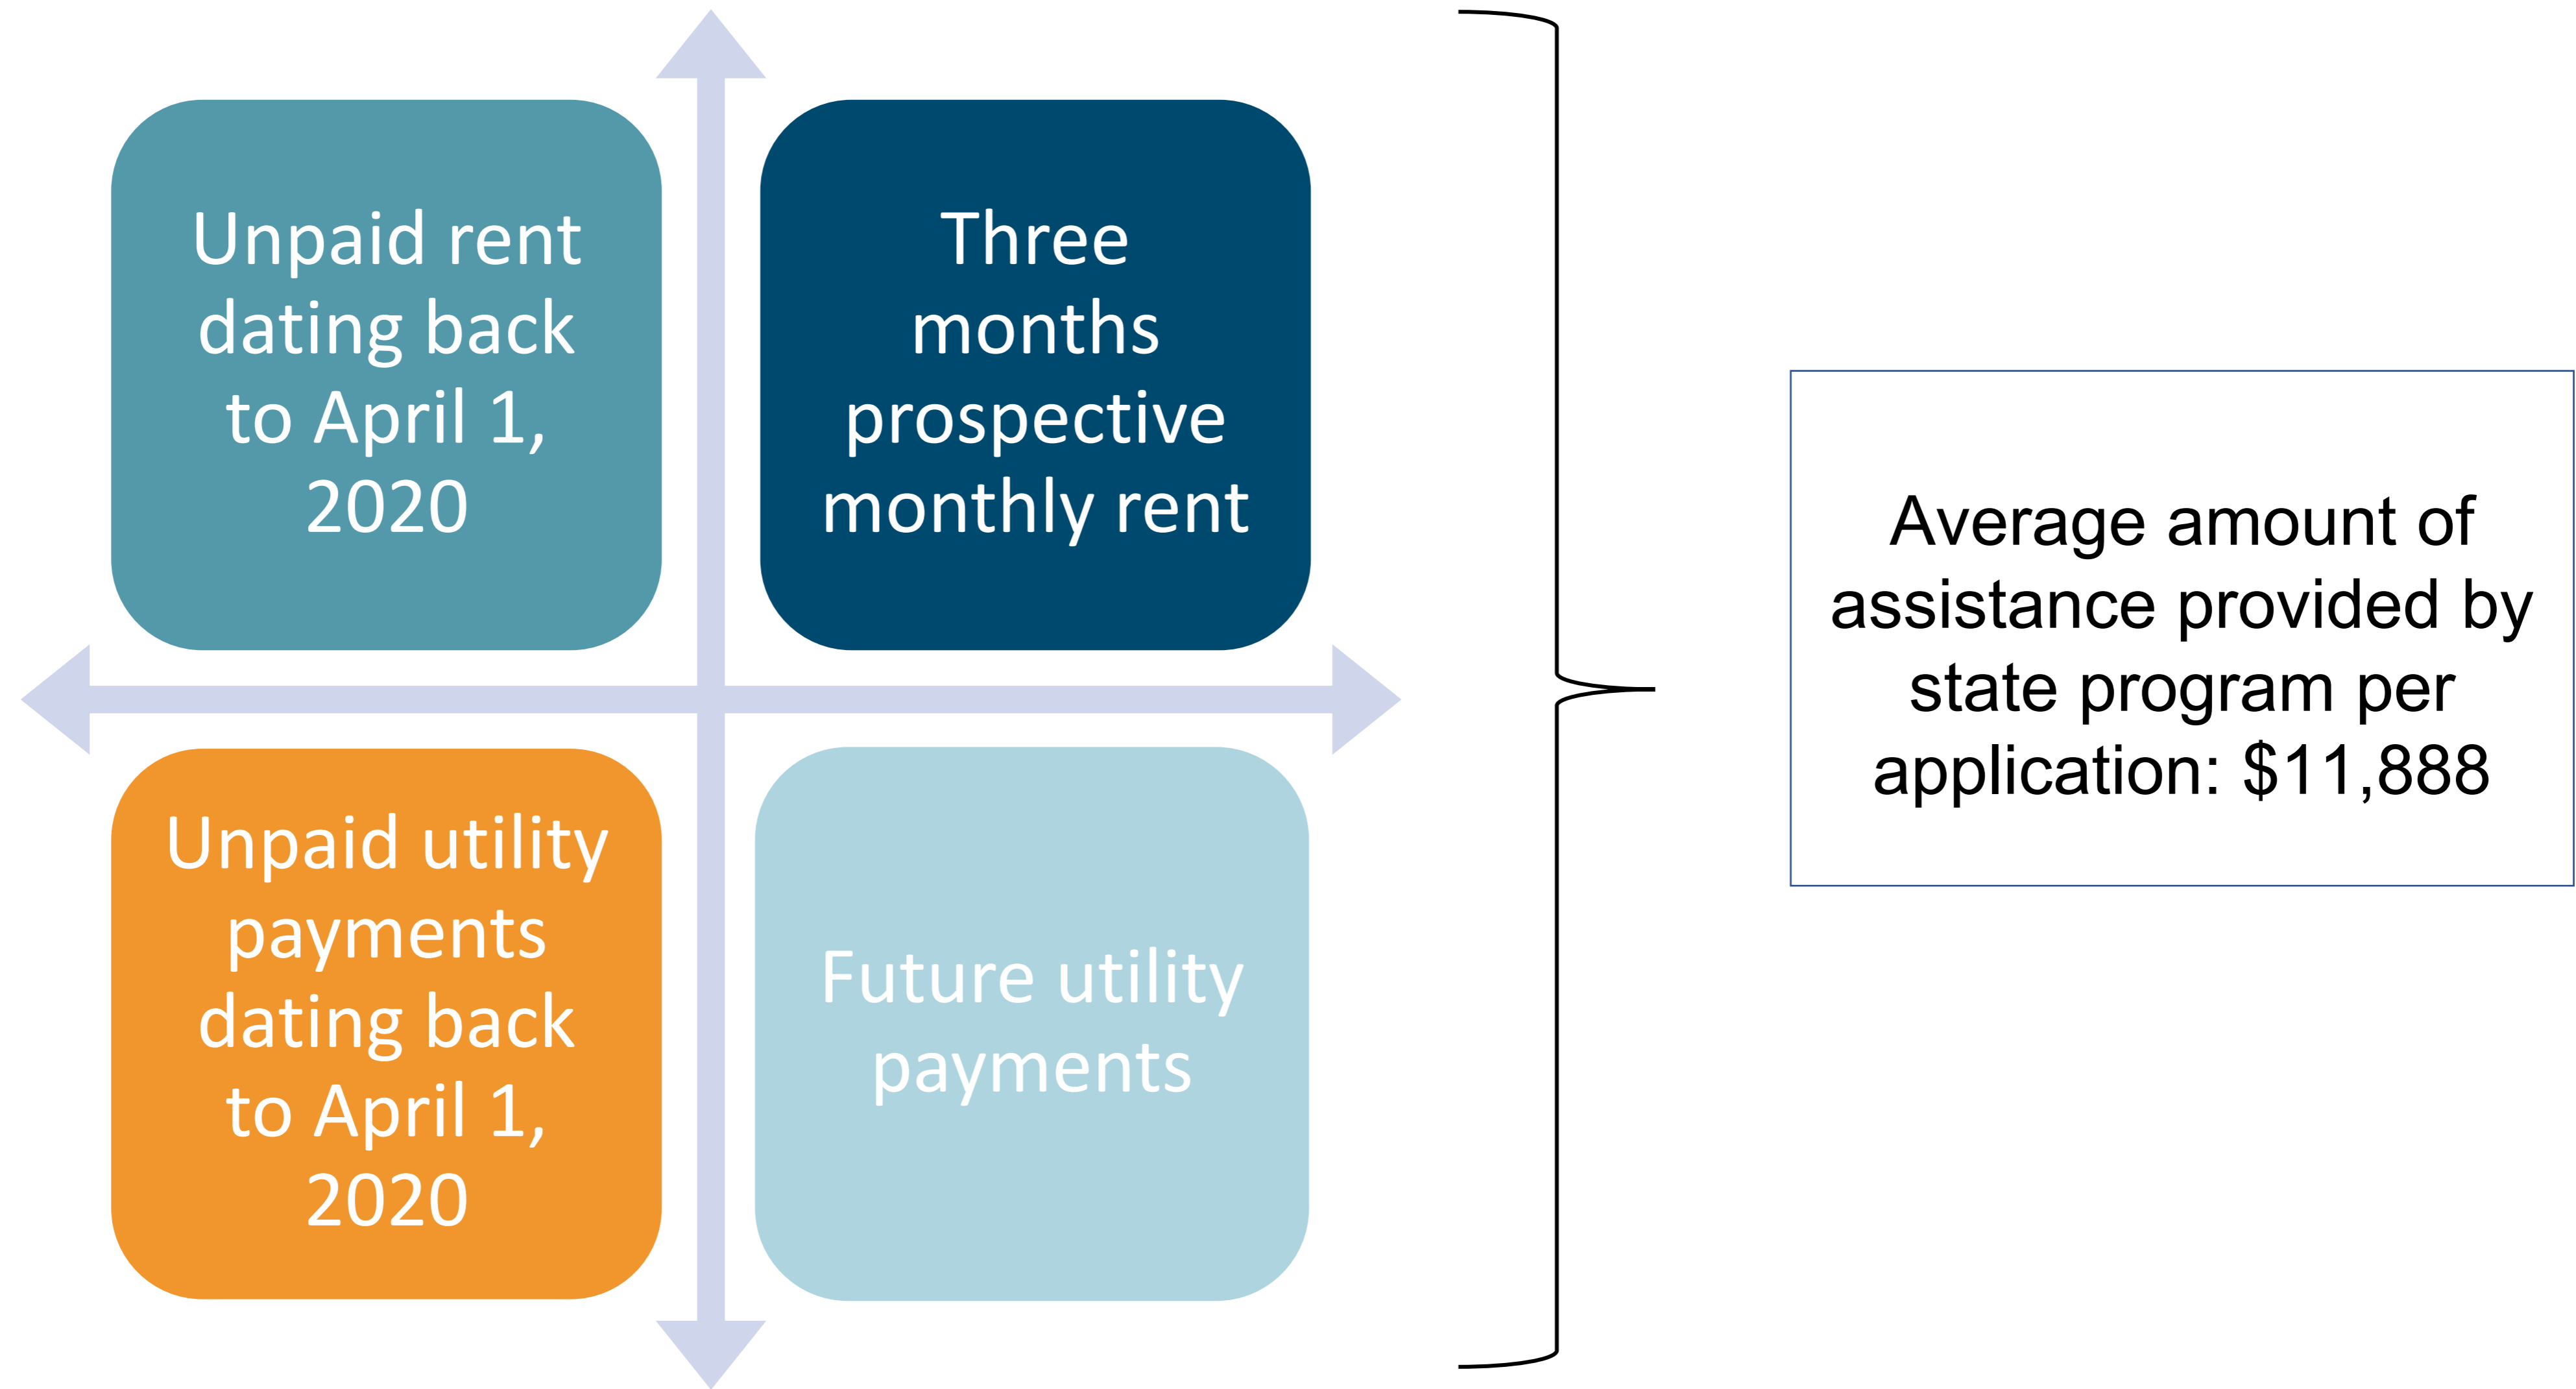 Unpaid rent
dating back
to April 1,
2020
Three
months
prospective
monthly rent
Unpaid utility
payments
dating back
to April 1,
2020
Future utility
payments
Average amount of
assistance provided by
state program per
application: $11,888